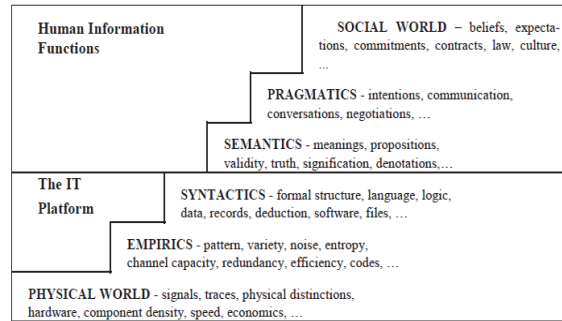 Human Information
Functions
SOCIAL WORLD – beliefs, expecta-
tions, commitments, contracts, law, culture,
...
PRAGMATICS - intentions, communication,
conversations, negotiations, …
SEMANTICS - meanings, propositions,
validity, truth, signification, denotations,…
The IT
Platform
SYNTACTICS - formal structure, language, logic,
data, records, deduction, software, files, …
EMPIRICS - pattern, variety, noise, entropy,
channel capacity, redundancy, efficiency, codes, …
PHYSICAL WORLD - signals, traces, physical distinctions,
hardware, component density, speed, economics, …